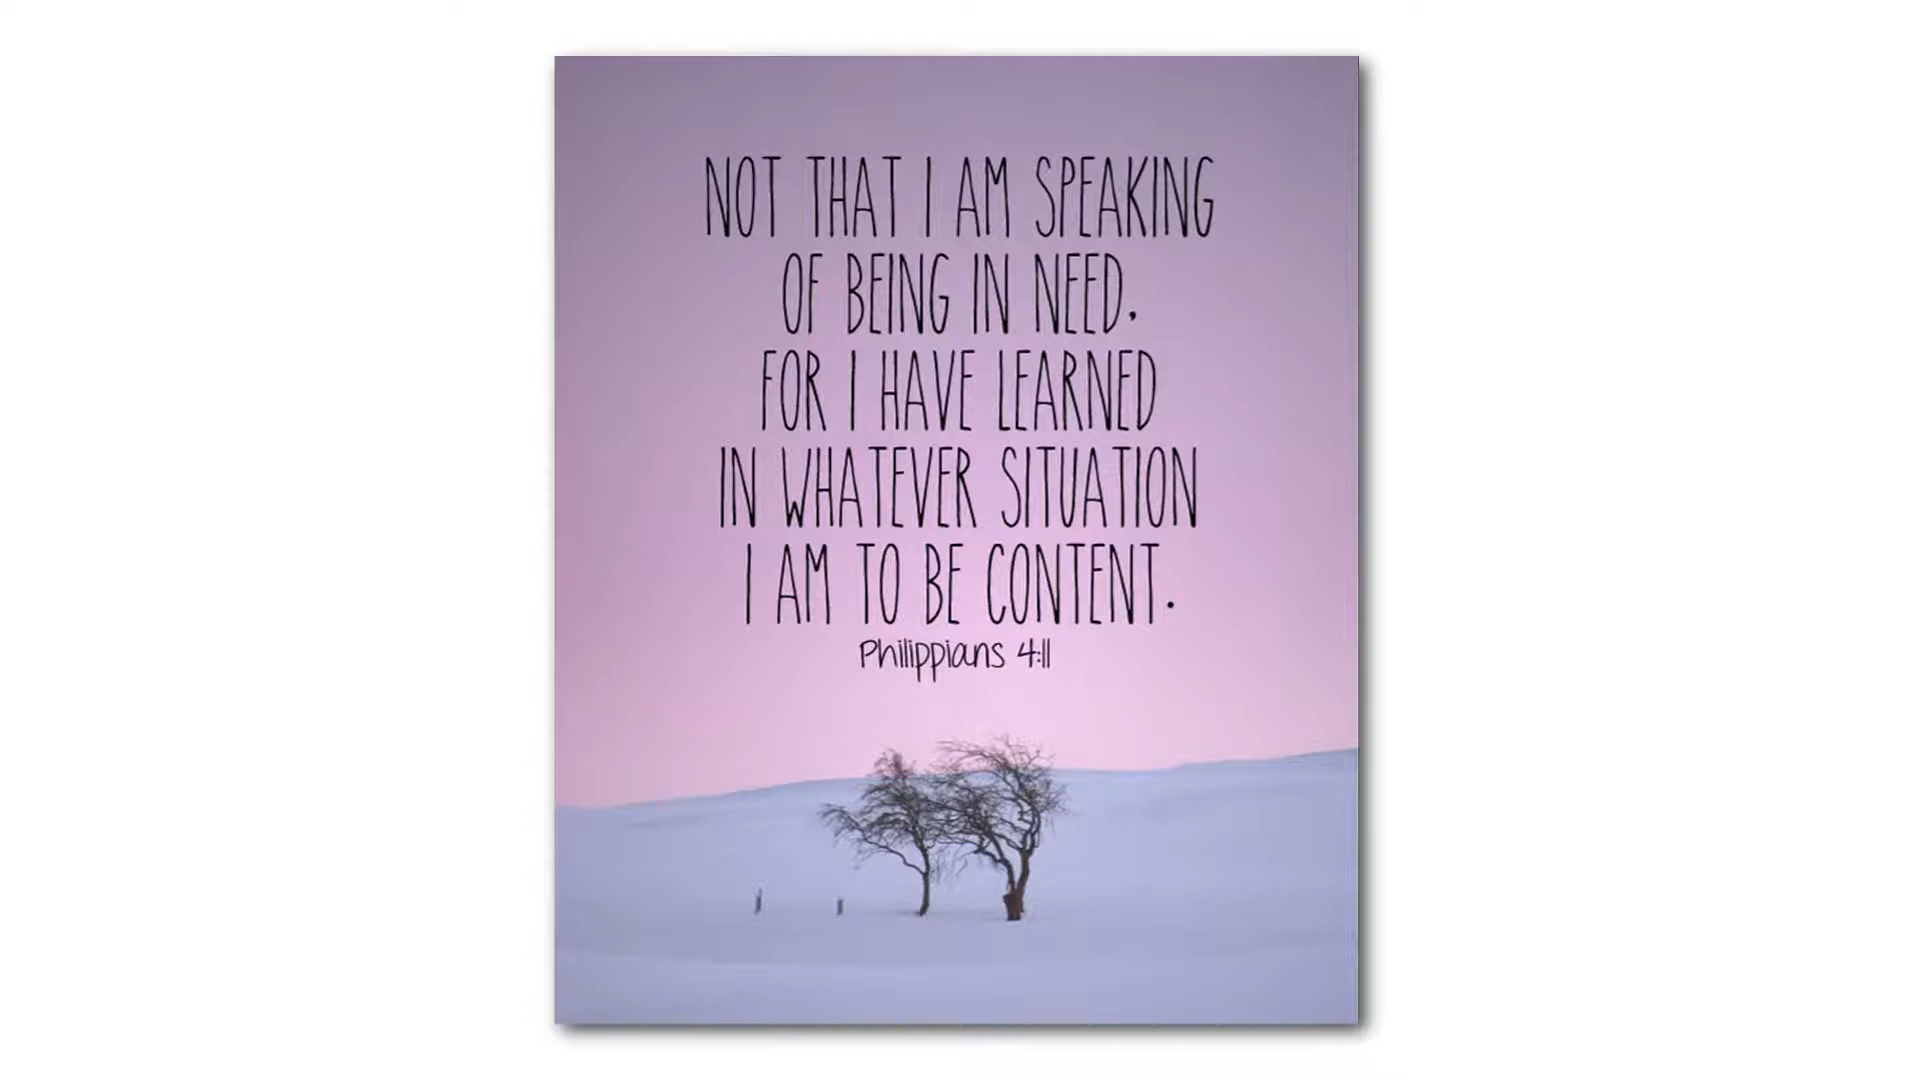 NOT THAT I AM SPEAKING
OF BEING IN NEED,
FOR I HAVE LEARNED
IN WHATEVER SITUATION
I AM TO BE CONTENT.
Philippians 4:11